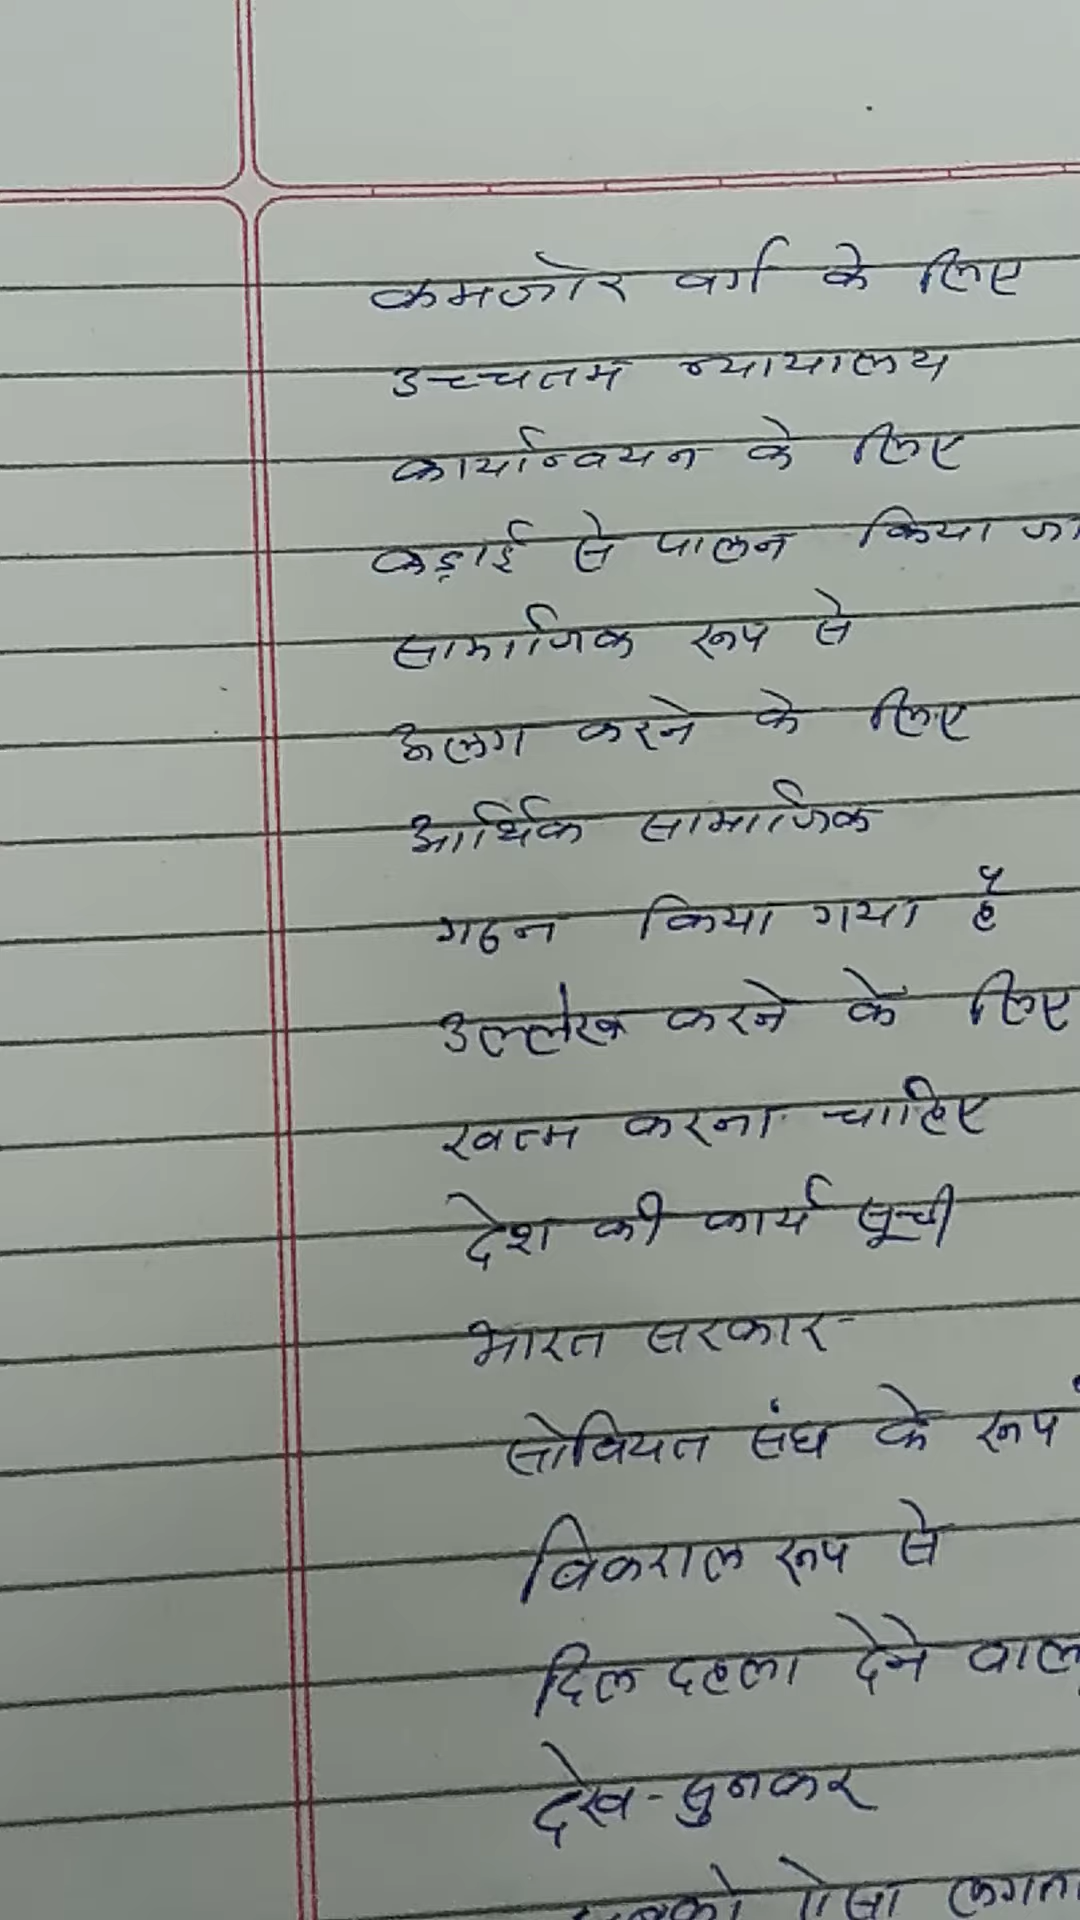 कमजोर वर्ग के लिए
उच्चतम न्यायालय
कार्यान्वयन के लिए
कड़ाई से पालन किया
सामाजिक रूप से
अलग करने के लिए
आर्थिक सामाजिक
गठन किया गया है
उल्लेख करने के लिए
खत्म करना चाहिए
देश की कार्य सूची
भारत सरकार
सोवियत संघ के रूप
विकराल रूप से
दिल दहला देने
देख-सुनकर
ऐसा